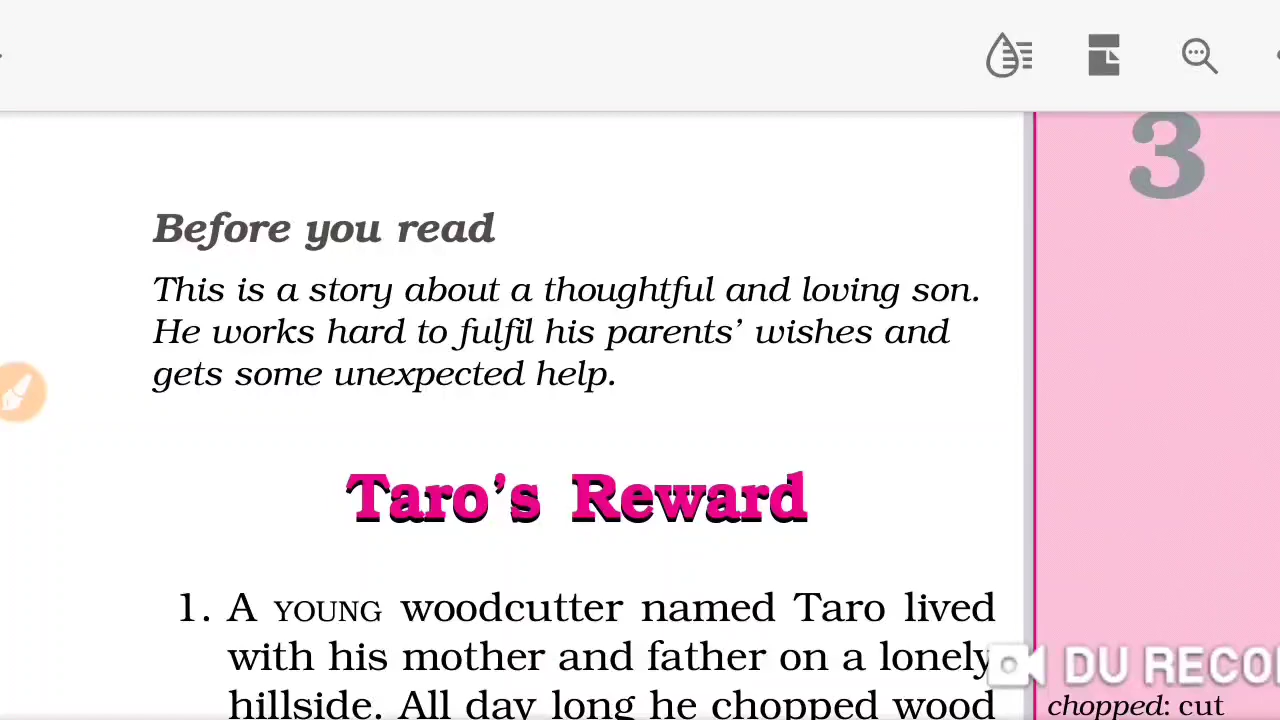 3
Before you read
This is a story about a thoughtful and loving son.
He works hard to fulfil his parents’ wishes and
gets some unexpected help.
Taro’s Reward
1. A YOUNG woodcutter named Taro lived
with his mother and father on a lonely
hillside. All day long he chopped wood
DU RECO
chopped: cut